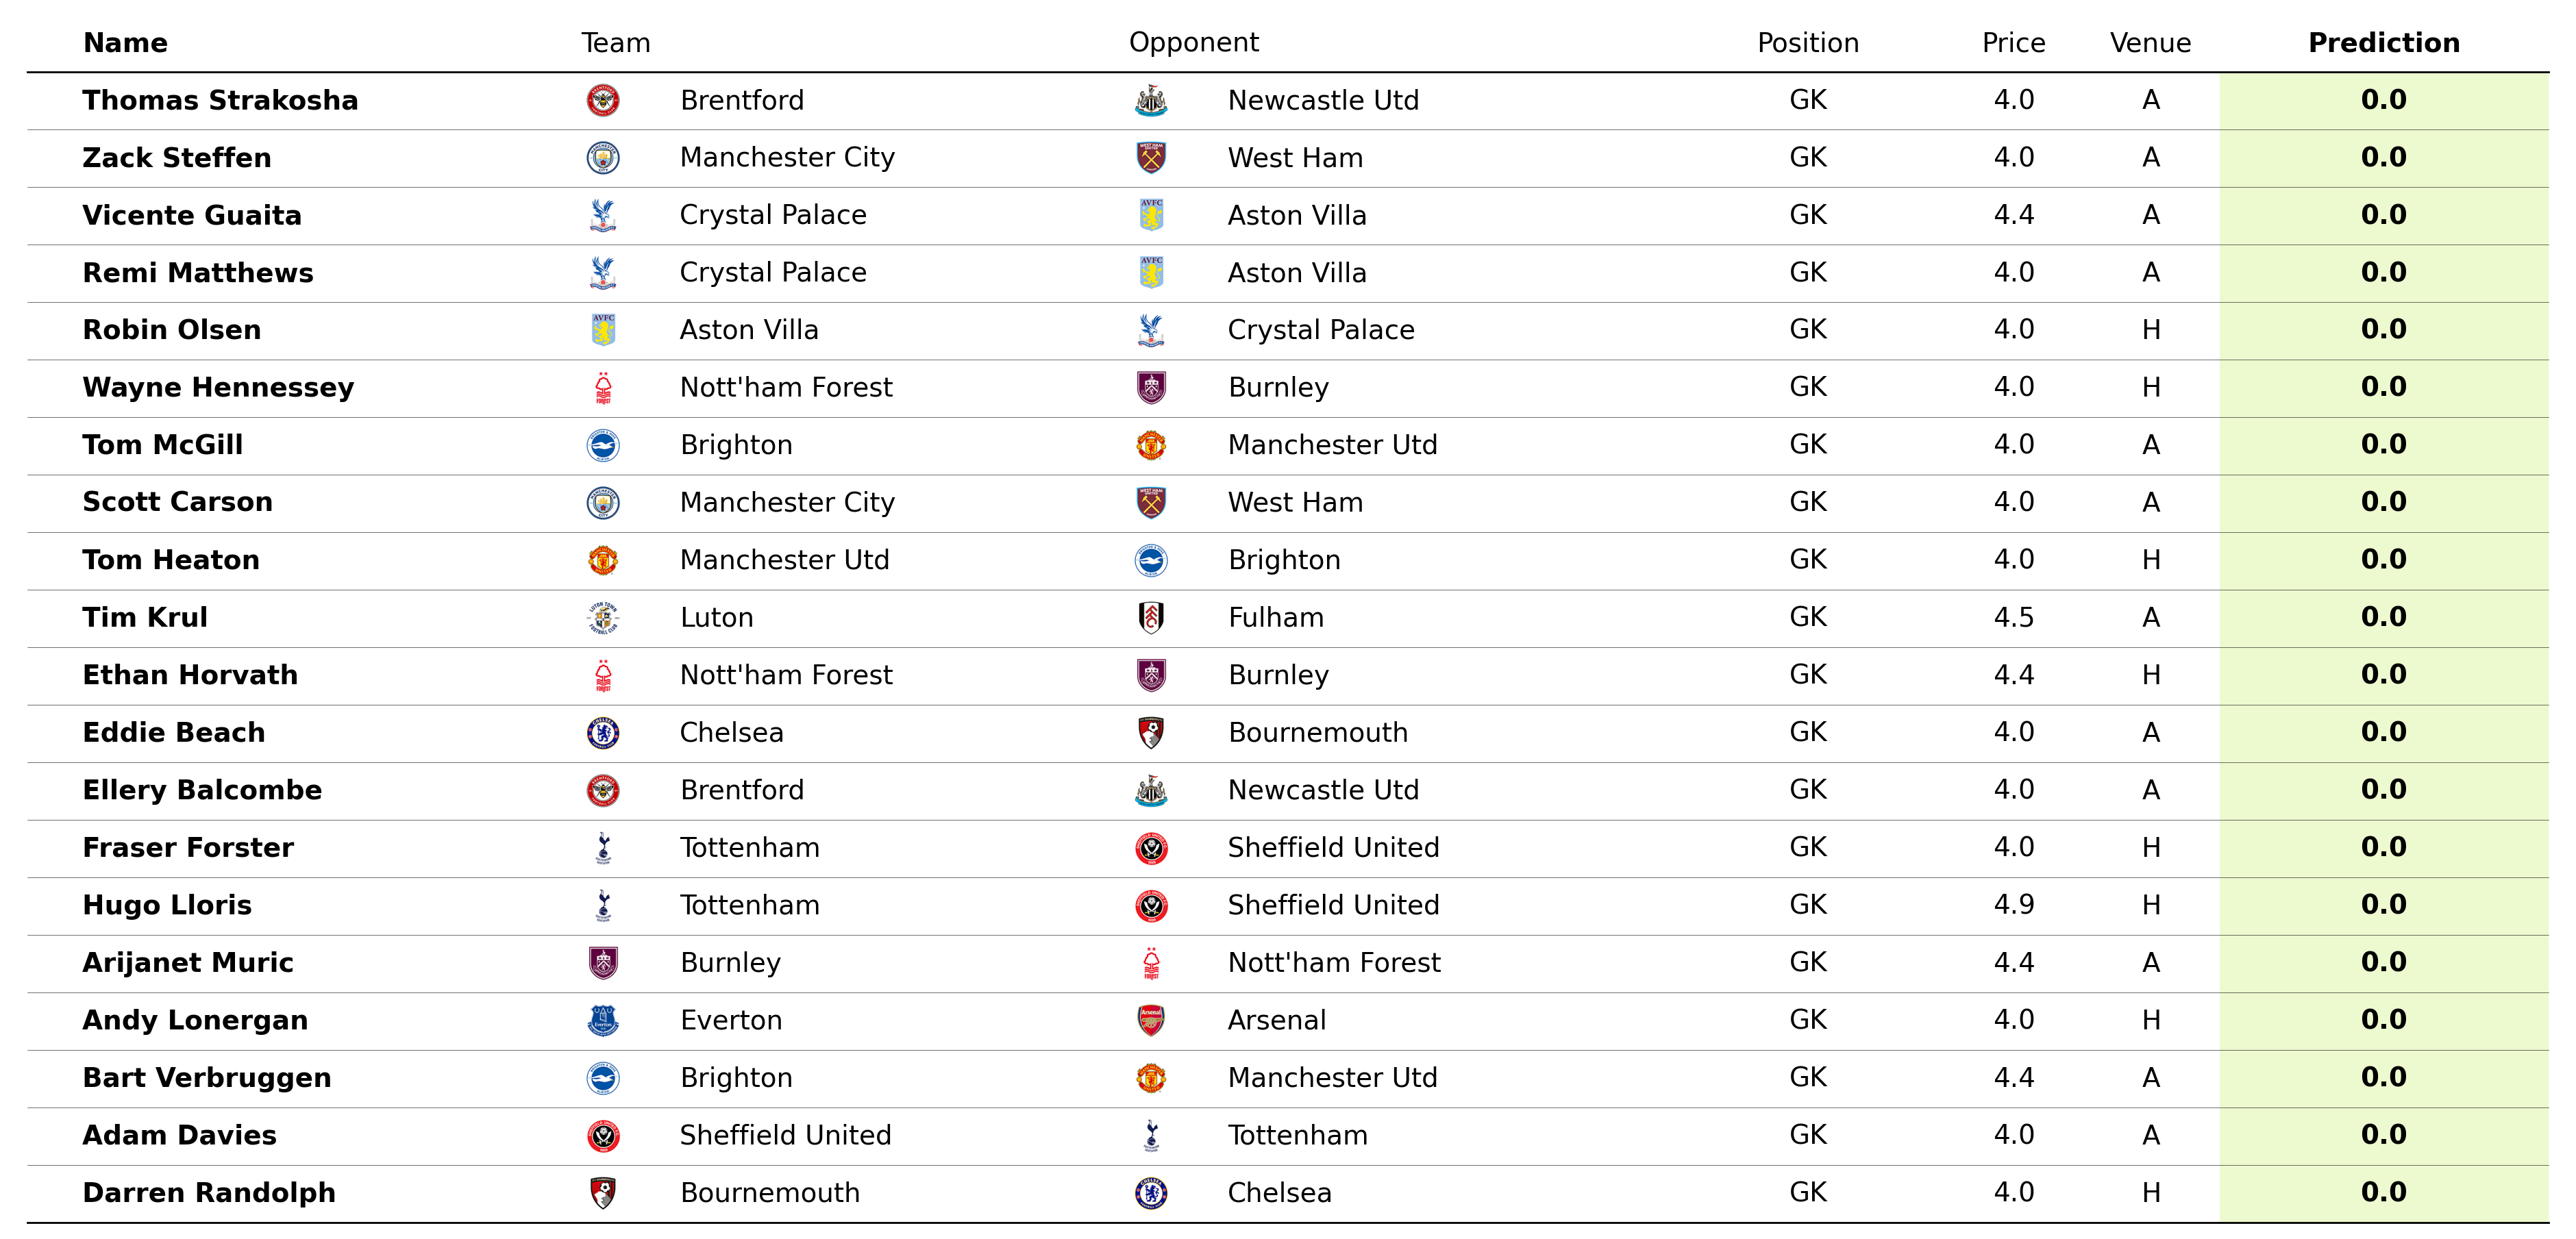 Name Team Opponent Position Price Venue Prediction
Thomas Strakosha Brentford Newcastle Utd GK 4.0 A 0.0
Zack Steffen Manchester City West Ham GK 4.0 A 0.0
Vicente Guaita Crystal Palace Aston Villa GK 4.4 A 0.0
Remi Matthews Crystal Palace Aston Villa GK 4.0 A 0.0
Robin Olsen Aston Villa Crystal Palace GK 4.0 H 0.0
Wayne Hennessey Nott'ham Forest Burnley GK 4.0 H 0.0
Tom McGill Brighton Manchester Utd GK 4.0 A 0.0
Scott Carson Manchester City West Ham GK 4.0 A 0.0
Tom Heaton Manchester Utd Brighton GK 4.0 H 0.0
Tim Krul Luton Fulham GK 4.5 A 0.0
Ethan Horvath Nott'ham Forest Burnley GK 4.4 H 0.0
Eddie Beach Chelsea Bournemouth GK 4.0 A 0.0
Ellery Balcombe Brentford Newcastle Utd GK 4.0 A 0.0
Fraser Forster Tottenham Sheffield United GK 4.0 H 0.0
Hugo Lloris Tottenham Sheffield United GK 4.9 H 0.0
Arijanet Muric Burnley Nott'ham Forest GK 4.4 A 0.0
Andy Lonergan Everton Arsenal GK 4.0 H 0.0
Bart Verbruggen Brighton Manchester Utd GK 4.4 A 0.0
Adam Davies Sheffield United Tottenham GK 4.0 A 0.0
Darren Randolph Bournemouth Chelsea GK 4.0 H 0.0